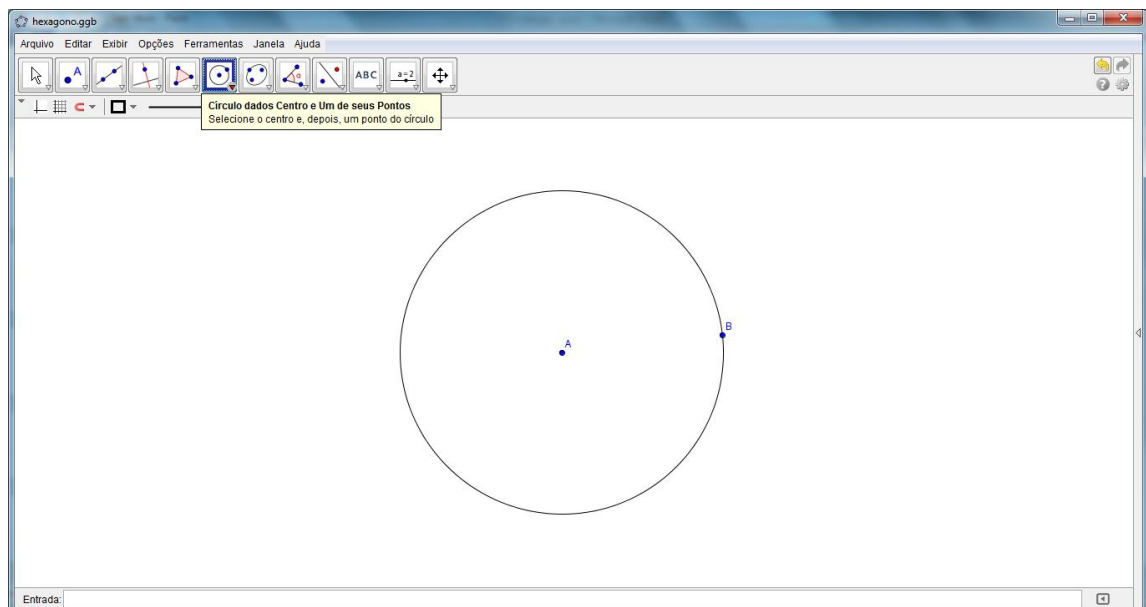 hexagono.ggb
Arquivo Editar Exibir Opções Ferramentas Janela Ajuda
A
α
ABC
a=2
Círculo dados Centro e Um de seus Pontos
Selecione o centro e, depois, um ponto do círculo
B
A
Entrada: